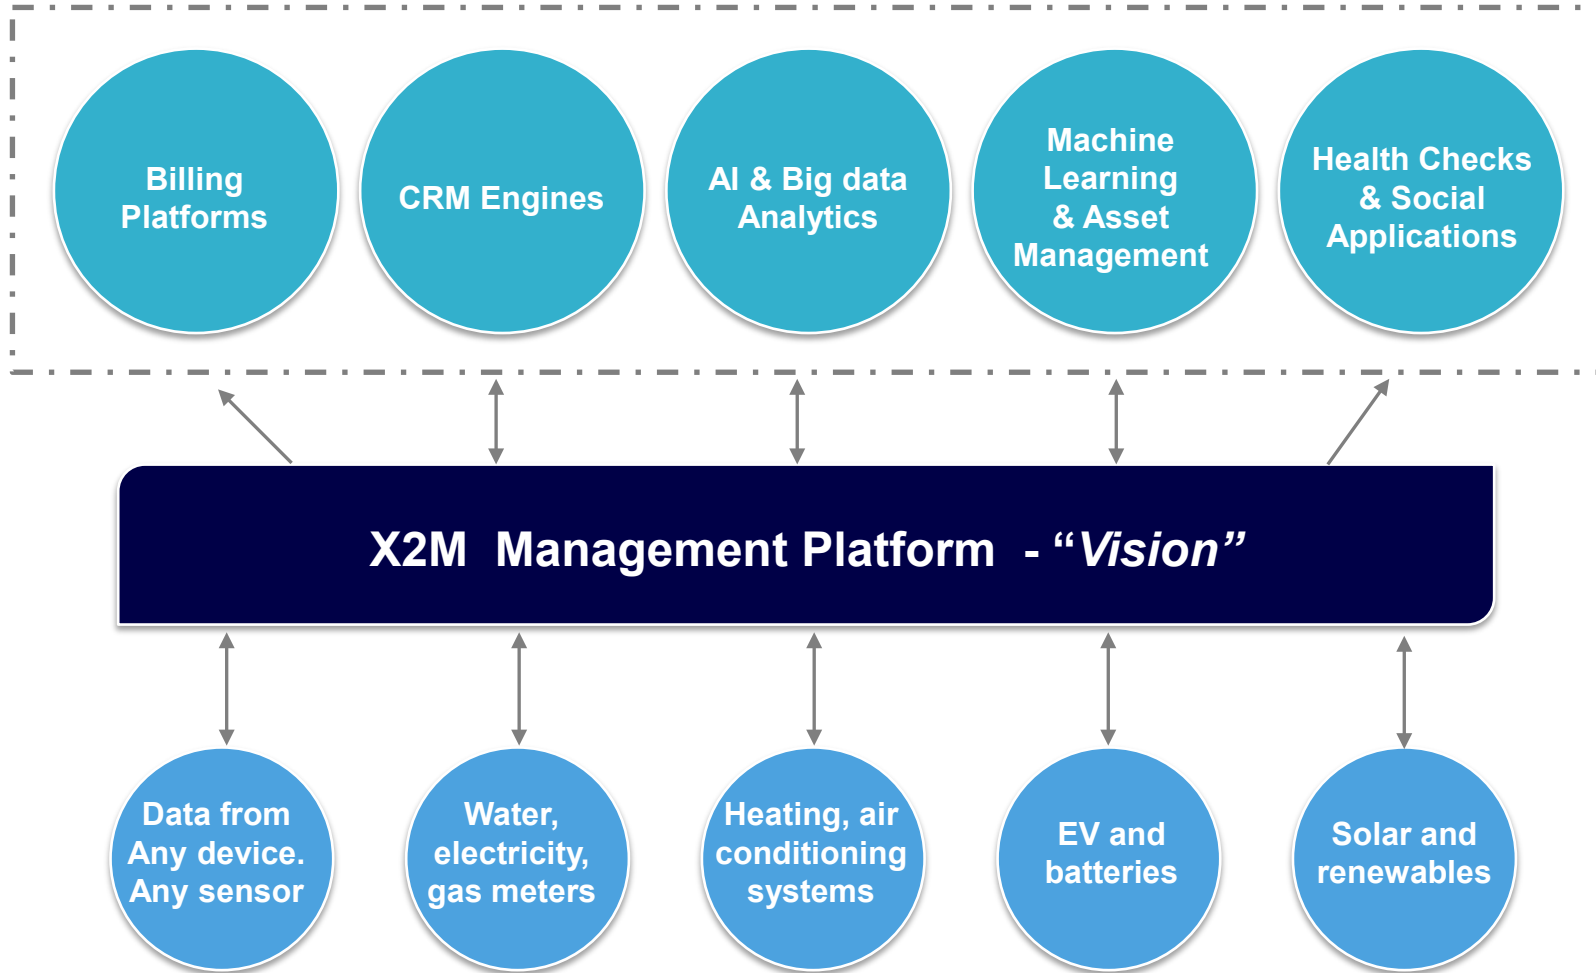 Billing
Platforms
CRM Engines
AI & Big data
Analytics
Machine
Learning
& Asset
Management
Health Checks
& Social
Applications
X2M  Management Platform  - “Vision”
Data from
Any device.
Any sensor
Water,
electricity,
gas meters
Heating, air
conditioning
systems
EV and
batteries
Solar and
renewables